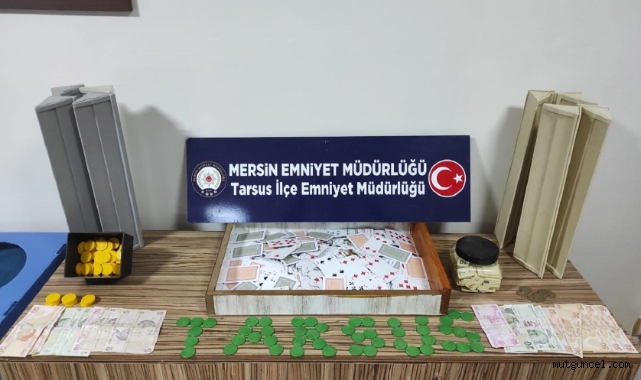 MERSİN EMNİYET MÜDÜRLÜĞÜ
Tarsus İlçe Emniyet Müdürlüğü
TARSUS
mutguncel.com